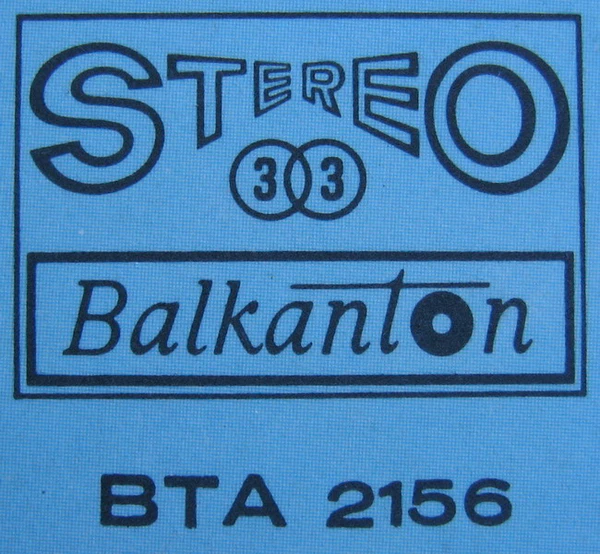 STEREO
33
Balkanton
BTA 2156